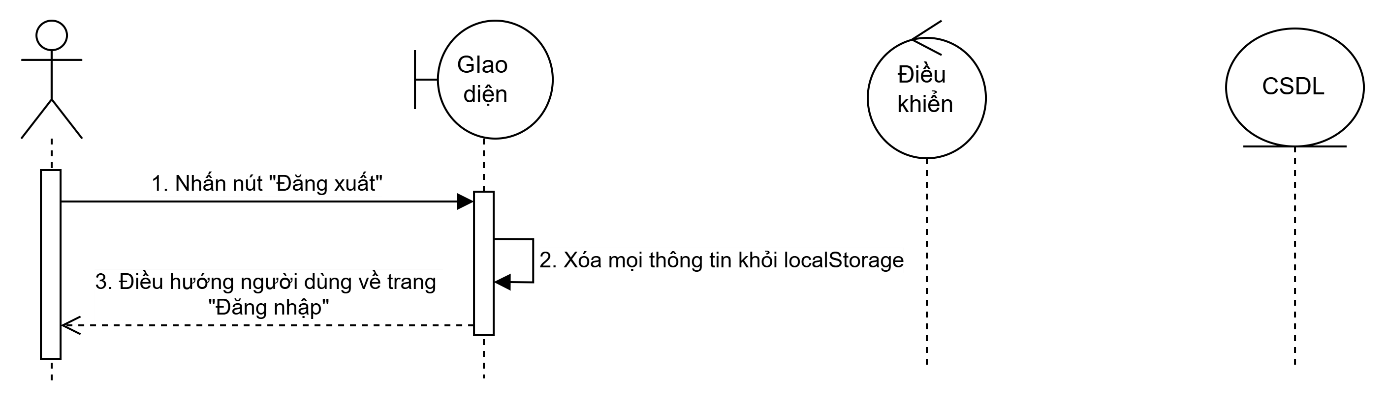 GIao
diện
Điều
khiển
CSDL
1. Nhấn nút "Đăng xuất"
2. Xóa mọi thông tin khỏi localStorage
3. Điều hướng người dùng về trang
"Đăng nhập"